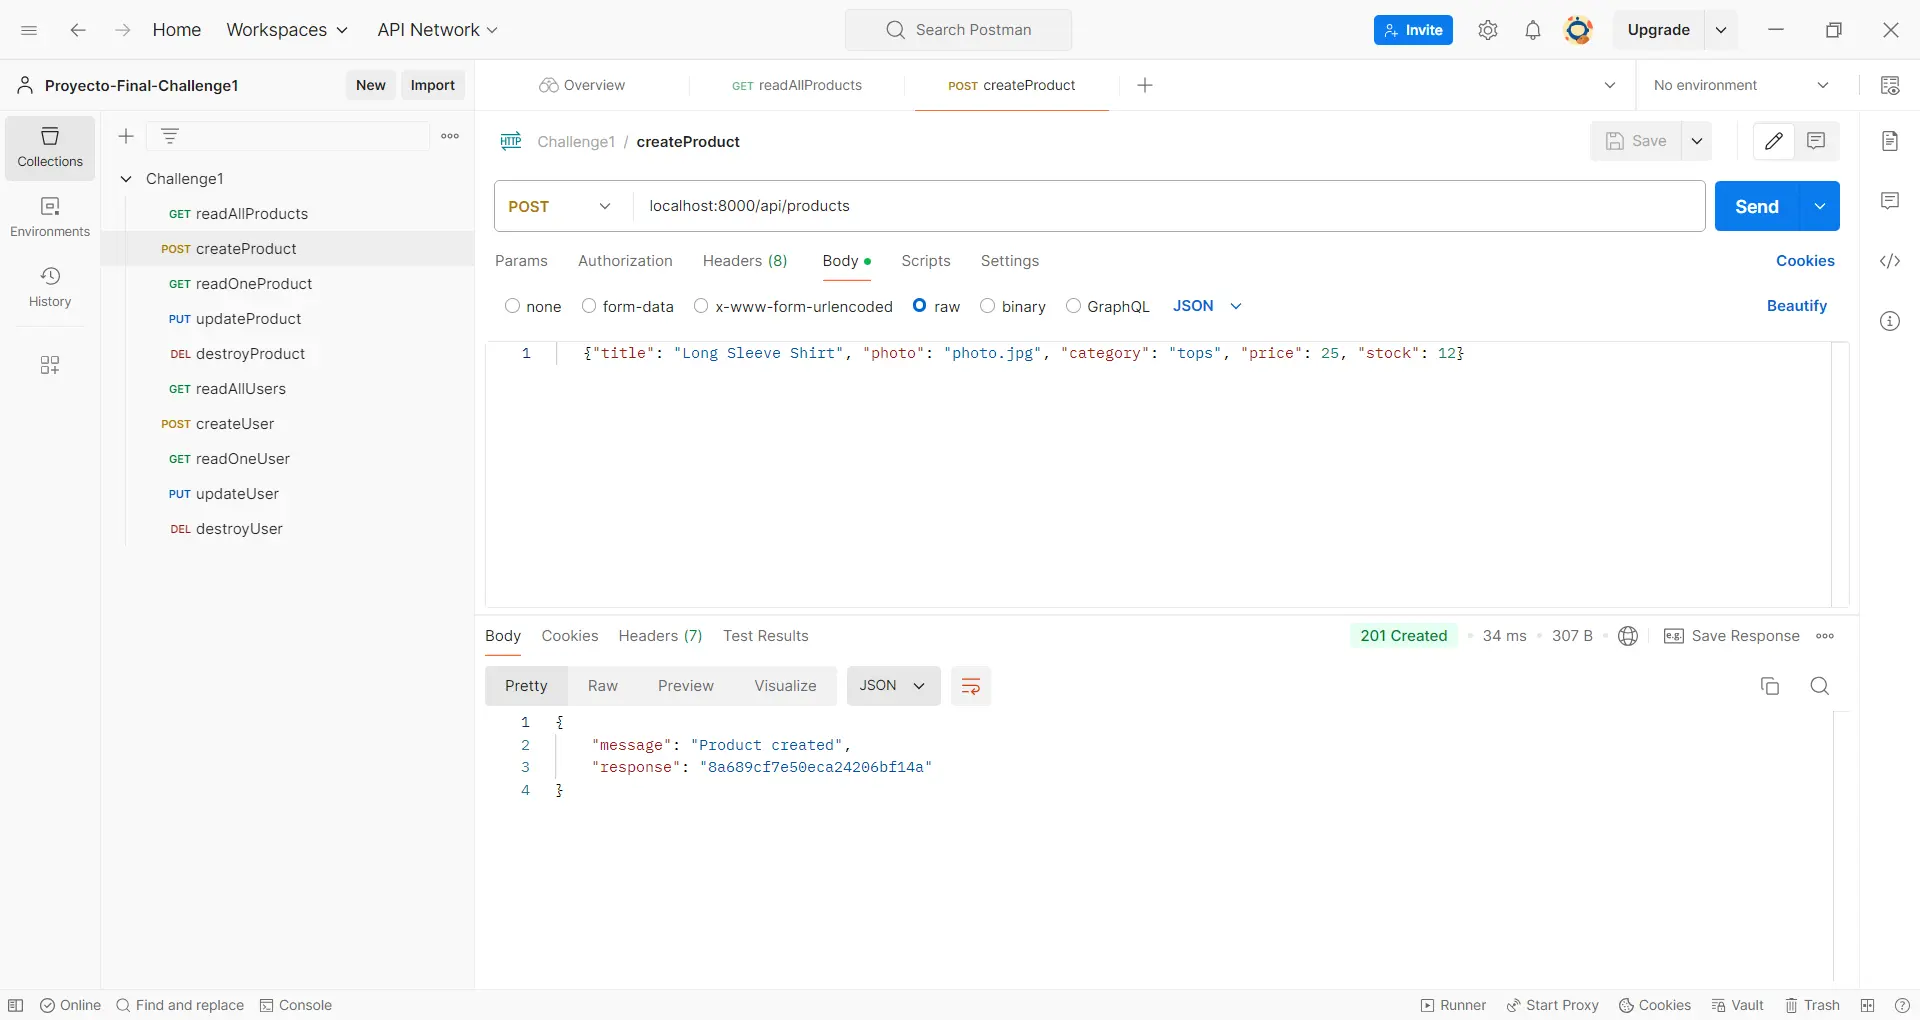 Home Workspaces API Network Search Postman Invite Upgrade
Proyecto-Final-Challenge1 New Import
Overview GET readAllProducts POST createProduct No environment
Collections
Environments
History
Challenge1
GET readAllProducts
POST createProduct
GET readOneProduct
PUT updateProduct
DEL destroyProduct
GET readAllUsers
POST createUser
GET readOneUser
PUT updateUser
DEL destroyUser
HTTP Challenge1 / createProduct Save
POST localhost:8000/api/products Send
Params Authorization Headers (8) Body Scripts Settings Cookies
none form-data x-www-form-urlencoded raw binary GraphQL JSON Beautify
1 {"title": "Long Sleeve Shirt", "photo": "photo.jpg", "category": "tops", "price": 25, "stock": 12}
Body Cookies Headers (7) Test Results 201 Created 34 ms 307 B e.g. Save Response
Pretty Raw Preview Visualize JSON
1 {
2 "message": "Product created",
3 "response": "8a689cf7e50eca24206bf14a"
4 }
Online Find and replace Console Runner Start Proxy Cookies Vault Trash